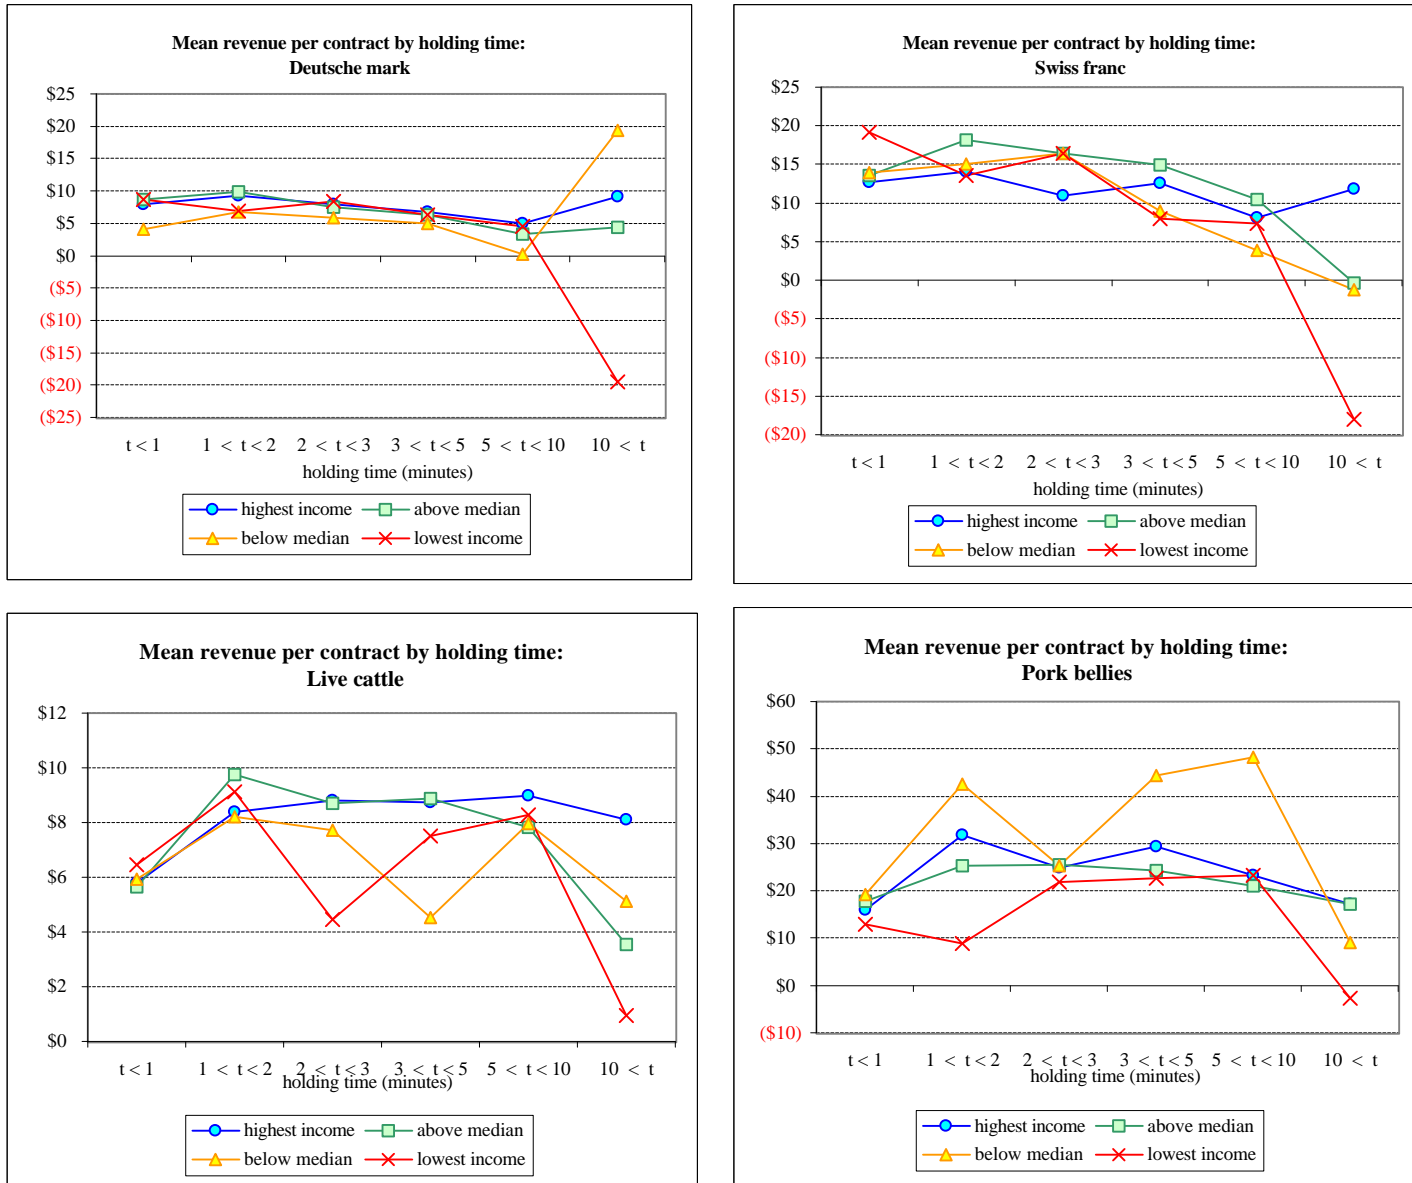 Mean revenue per contract by holding time:
Deutsche mark
$25
$20
$15
$10
$5
$0
($5)
($10)
($15)
($20)
($25)
t < 1 1 < t < 2 2 < t < 3 3 < t < 5 5 < t < 10 10 < t
holding time (minutes)
highest income above median
below median lowest income
Mean revenue per contract by holding time:
Swiss franc
$25
$20
$15
$10
$5
$0
($5)
($10)
($15)
($20)
t < 1 1 < t < 2 2 < t < 3 3 < t < 5 5 < t < 10 10 < t
holding time (minutes)
highest income above median
below median lowest income
Mean revenue per contract by holding time:
Live cattle
$12
$10
$8
$6
$4
$2
$0
t < 1 1 < t < 2 2 < t < 3 3 < t < 5 5 < t < 10 10 < t
holding time (minutes)
highest income above median
below median lowest income
Mean revenue per contract by holding time:
Pork bellies
$60
$50
$40
$30
$20
$10
$0
($10)
t < 1 1 < t < 2 2 < t < 3 3 < t < 5 5 < t < 10 10 < t
holding time (minutes)
highest income above median
below median lowest income